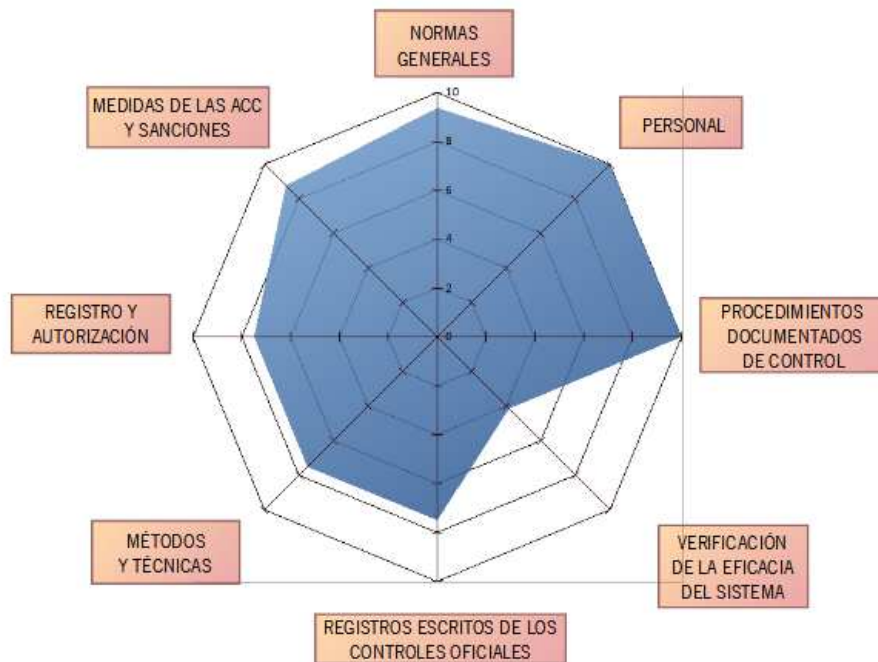 NORMAS
GENERALES
MEDIDAS DE LAS ACC
Y SANCIONES
PERSONAL
10
8
6
4
2
0
REGISTRO Y
AUTORIZACIÓN
PROCEDIMIENTOS
DOCUMENTADOS
DE CONTROL
MÉTODOS
Y TÉCNICAS
VERIFICACIÓN
DE LA EFICACIA
DEL SISTEMA
REGISTROS ESCRITOS DE LOS
CONTROLES OFICIALES